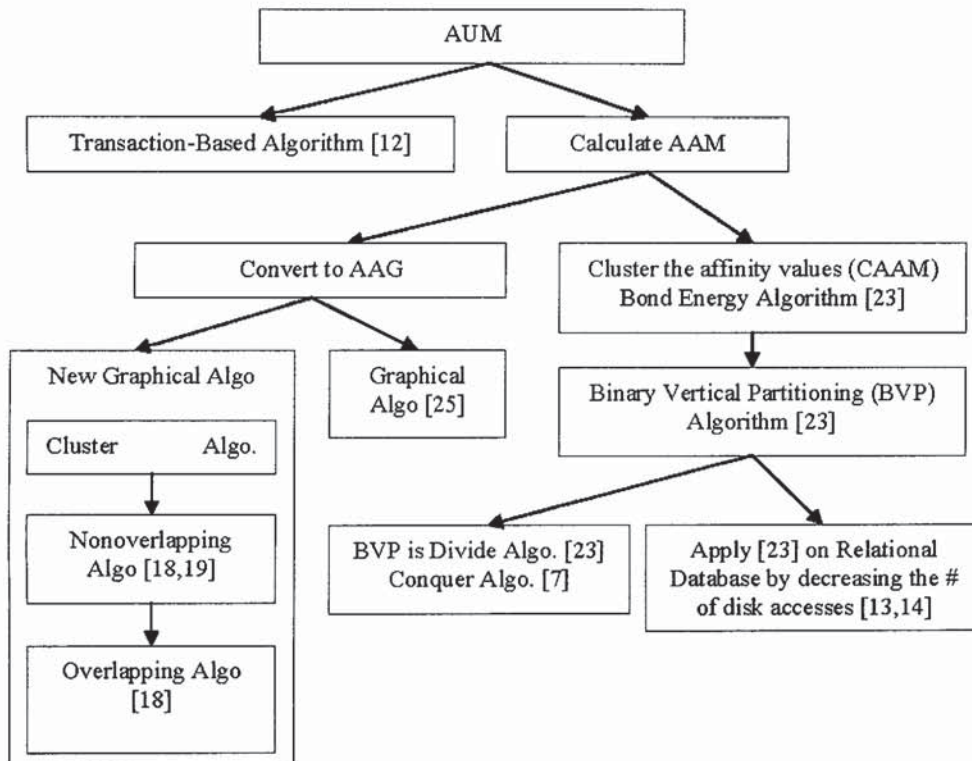 AUM
Transaction-Based Algorithm [12]
Calculate AAM
Convert to AAG
Cluster the affinity values (CAAM)
Bond Energy Algorithm [23]
New Graphical Algo
Cluster Algo.
Nonoverlapping
Algo [18,19]
Overlapping Algo
[18]
Graphical
Algo [25]
Binary Vertical Partitioning (BVP)
Algorithm [23]
BVP is Divide Algo. [23]
Conquer Algo. [7]
Apply [23] on Relational
Database by decreasing the #
of disk accesses [13,14]